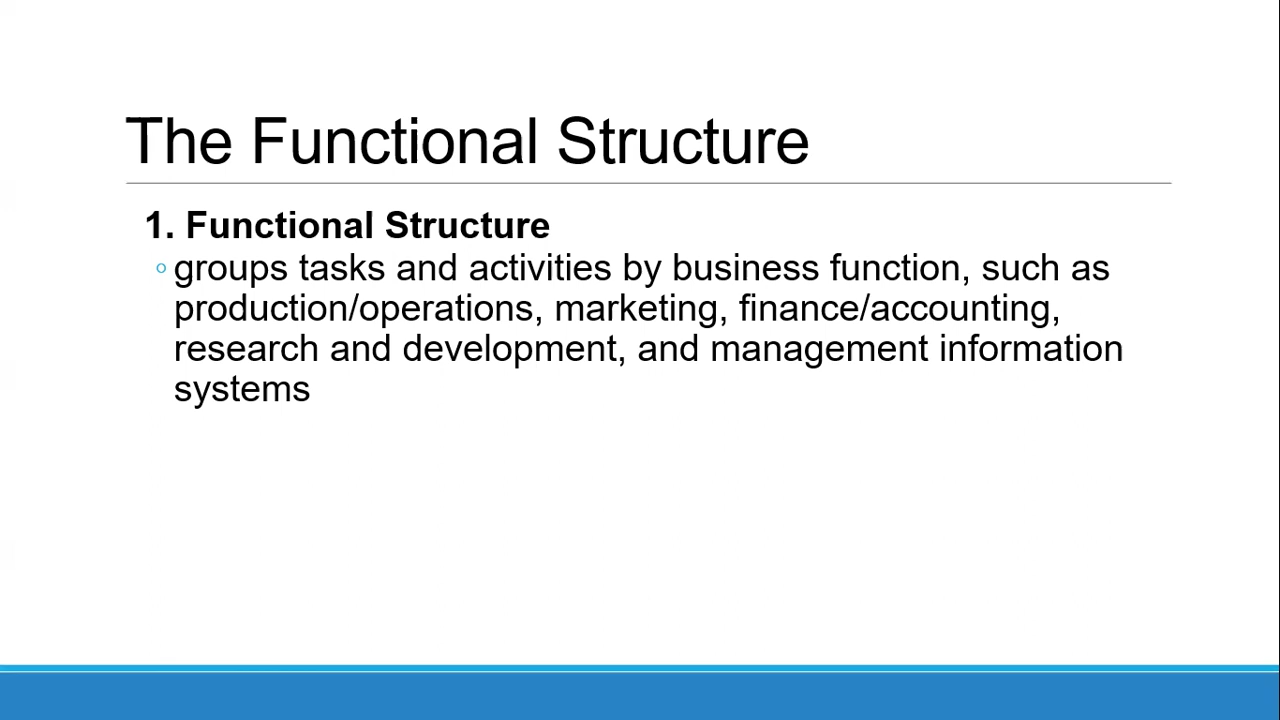 The Functional Structure
1. Functional Structure
◦ groups tasks and activities by business function, such as
production/operations, marketing, finance/accounting,
research and development, and management information
systems